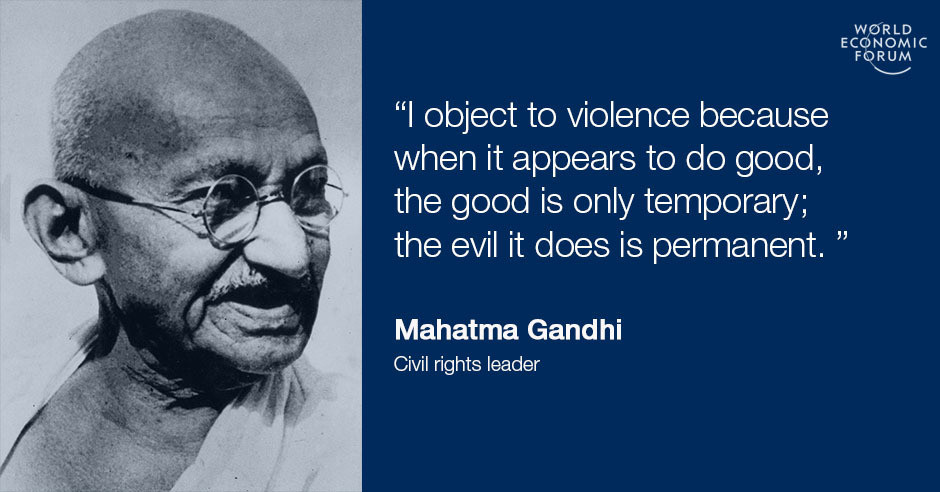 WORLD
ECONOMIC
FORUM
“I object to violence because
when it appears to do good,
the good is only temporary;
the evil it does is permanent. ”
Mahatma Gandhi
Civil rights leader